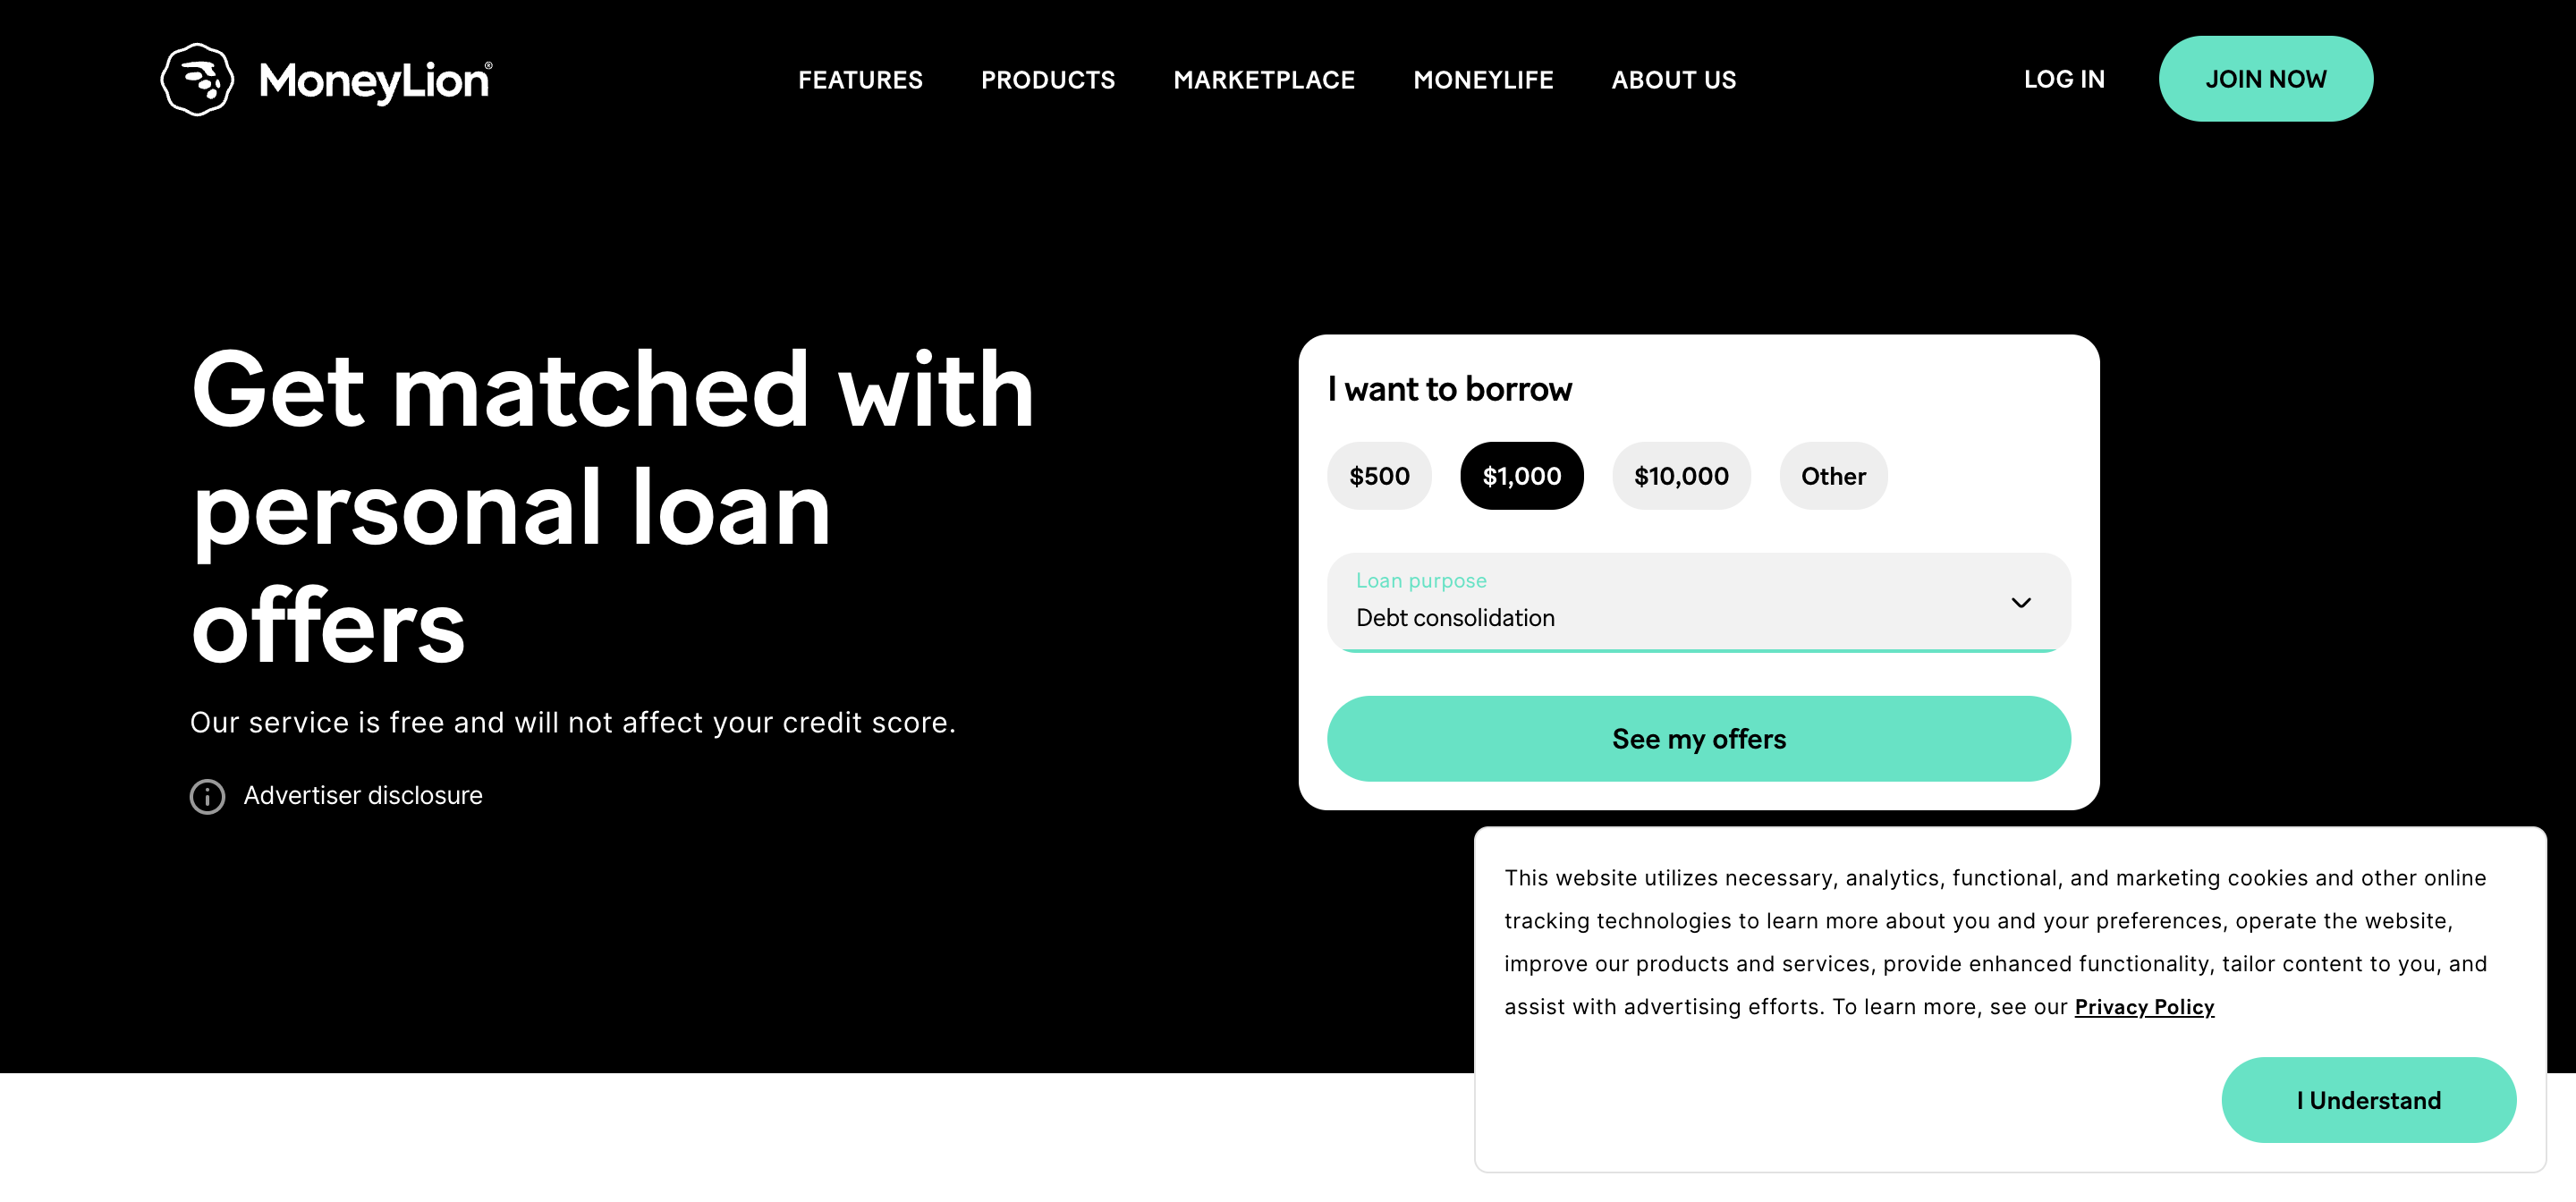 MoneyLion®
FEATURES
PRODUCTS
MARKETPLACE
MONEYLIFE
ABOUT US
LOG IN
JOIN NOW
Get matched with
personal loan
offers
Our service is free and will not affect your credit score.
Advertiser disclosure
I want to borrow
$500
$1,000
$10,000
Other
Loan purpose
Debt consolidation
See my offers
This website utilizes necessary, analytics, functional, and marketing cookies and other online
tracking technologies to learn more about you and your preferences, operate the website,
improve our products and services, provide enhanced functionality, tailor content to you, and
assist with advertising efforts. To learn more, see our Privacy Policy
I Understand